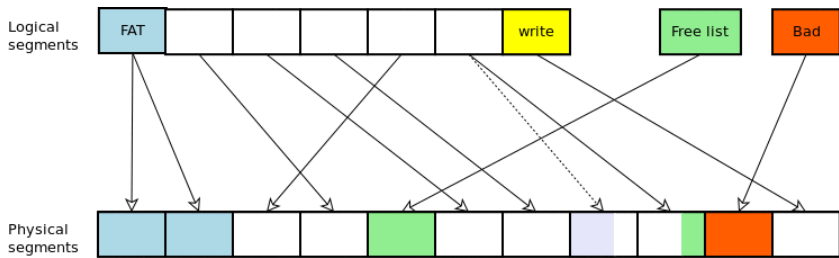 Logical
segments
FAT
write
Free list
Bad
Physical
segments